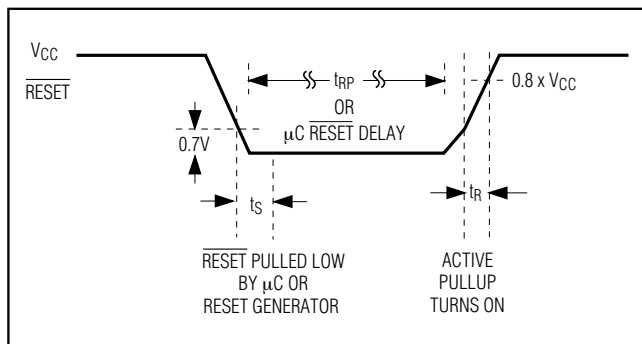 VCC
RESET
tRP
OR
μC RESET DELAY
0.8 x VCC
0.7V
tS
tR
RESET PULLED LOW
BY μC OR
RESET GENERATOR
ACTIVE
PULLUP
TURNS ON